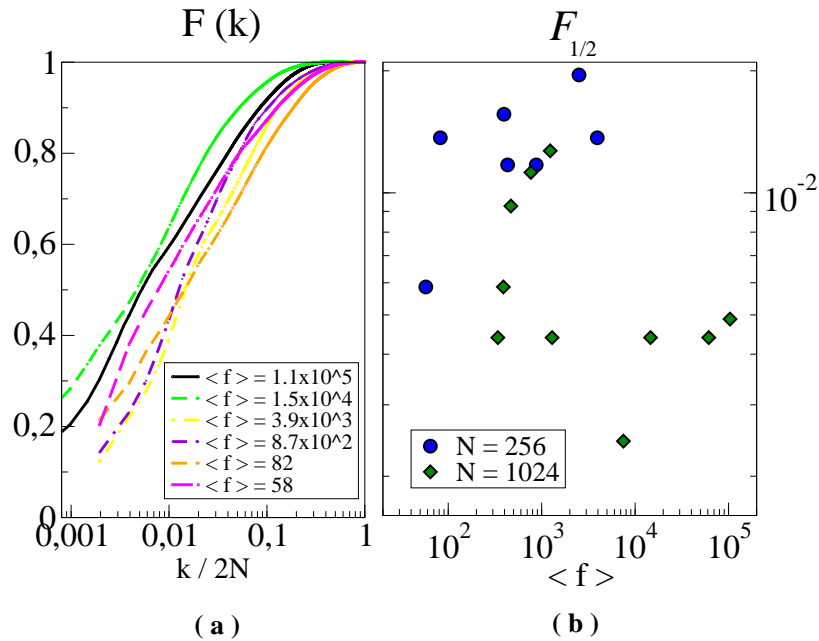 F (k)
1
0,8
0,6
0,4
0,2
0
0,001
0,01
0,1
1
k / 2N
< f > = 1.1x10^5
< f > = 1.5x10^4
< f > = 3.9x10^3
< f > = 8.7x10^2
< f > = 82
< f > = 58
( a )
F1/2
10-2
N = 256
N = 1024
10^2
10^3
10^4
10^5
< f >
( b )